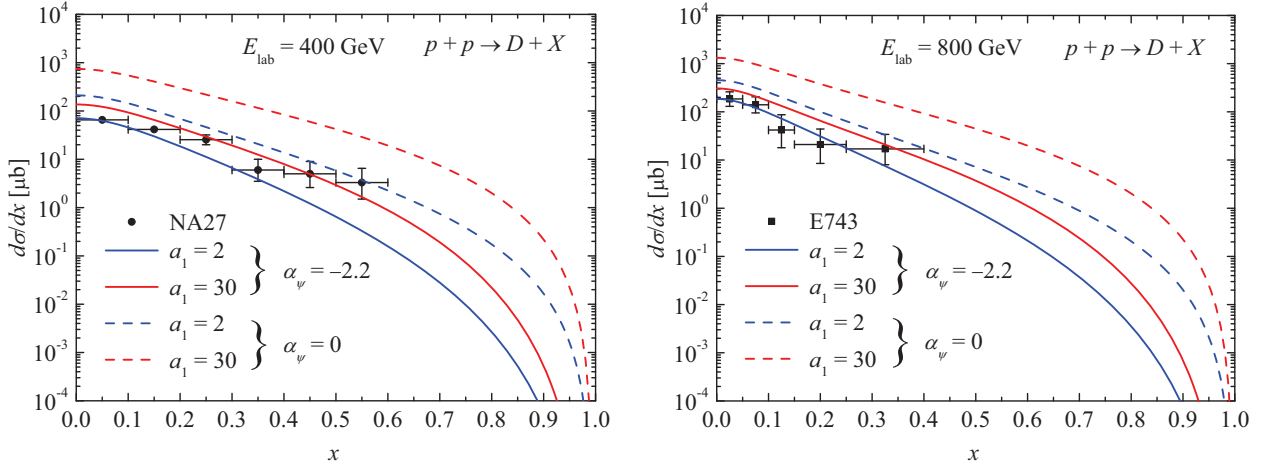 E_lab = 400 GeV p + p → D + X
10^4
10^3
10^2
10^1
10^0
10^-1
10^-2
10^-3
10^-4
dσ/dx [μb]
NA27
a_1 = 2
a_1 = 30
} α_ψ = –2.2
a_1 = 2
a_1 = 30
} α_ψ = 0
0.0 0.1 0.2 0.3 0.4 0.5 0.6 0.7 0.8 0.9 1.0
x
E_lab = 800 GeV p + p → D + X
10^4
10^3
10^2
10^1
10^0
10^-1
10^-2
10^-3
10^-4
dσ/dx [μb]
E743
a_1 = 2
a_1 = 30
} α_ψ = –2.2
a_1 = 2
a_1 = 30
} α_ψ = 0
0.0 0.1 0.2 0.3 0.4 0.5 0.6 0.7 0.8 0.9 1.0
x